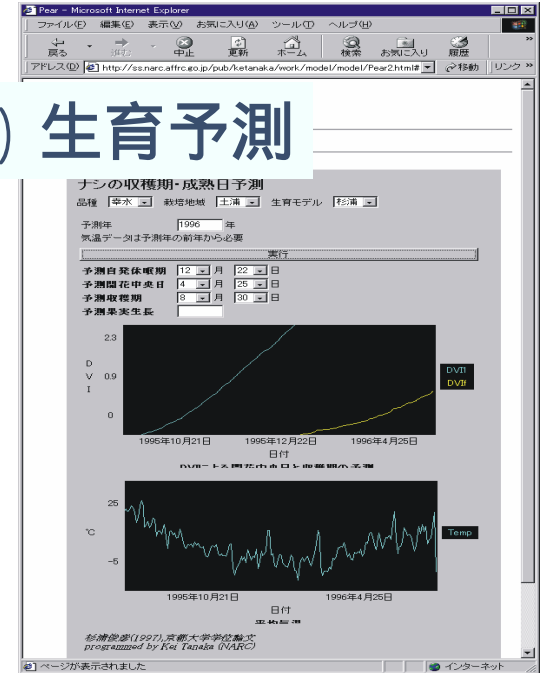 Pear - Microsoft Internet Explorer
ファイル(F) 編集(E) 表示(V) お気に入り(A) ツール(T) ヘルプ(H)
戻る 進む 中止 更新 ホーム 検索 お気に入り 履歴
アドレス(D) http://ss.narc.affrc.go.jp/pub/ketanaka/work/model/model/Pear2.html# 移動 リンク
) 生育予測
ナシの収穫期・成熟日予測
品種 幸水 栽培地域 土浦 生育モデル 杉浦
予測年 1996 年
気温データは予測年の前年から必要
実行
予測自発休眠期 12 月 22 日
予測開花中央日 4 月 25 日
予測収穫期 8 月 30 日
予測果実生長
2.3
D
V 0.9
I
0
DVI1
DVIf
1995年10月21日 1995年12月22日 1996年4月25日
日付
25
℃
-5
Temp
1995年10月21日 1996年4月25日
日付
平均気温
杉浦俊彦(1997),京都大学学位論文
programmed by Kei Tanaka (NARC)
ページが表示されました インターネット